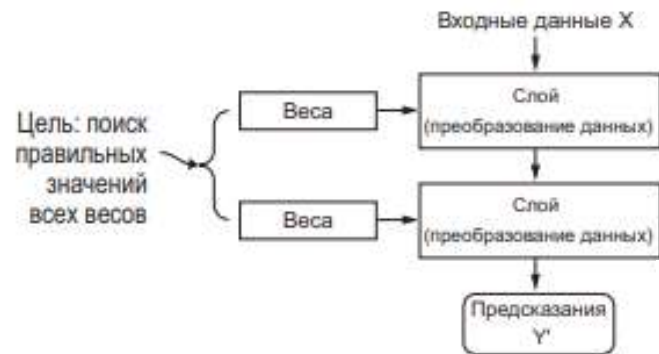 Входные данные X
Слой
(преобразование данных)
Веса
Цель: поиск
правильных
значений
всех весов
Слой
(преобразование данных)
Веса
Предсказания
Y'